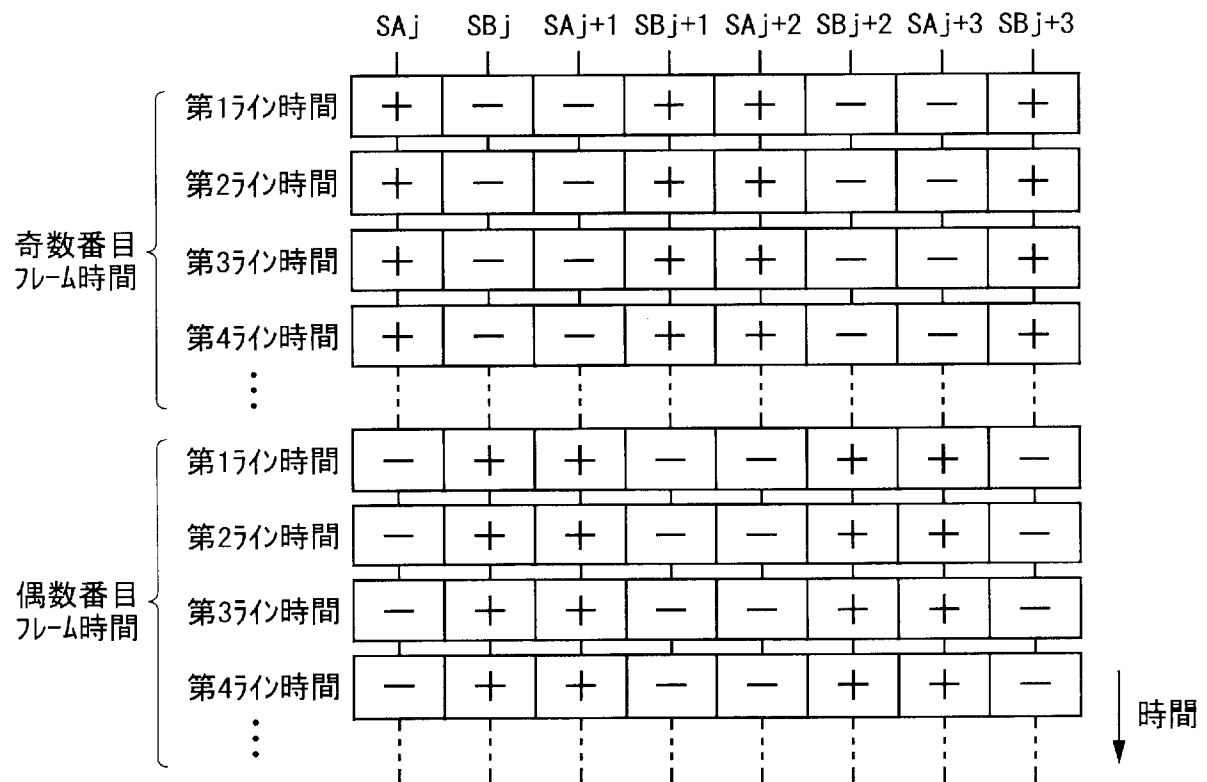 SAj SBj SAj+1 SBj+1 SAj+2 SBj+2 SAj+3 SBj+3
奇数番目
フレーム時間
第1ライン時間 + − − + + − − +
第2ライン時間 + − − + + − − +
第3ライン時間 + − − + + − − +
第4ライン時間 + − − + + − − +
偶数番目
フレーム時間
第1ライン時間 − + + − − + + −
第2ライン時間 − + + − − + + −
第3ライン時間 − + + − − + + −
第4ライン時間 − + + − − + + −
時間